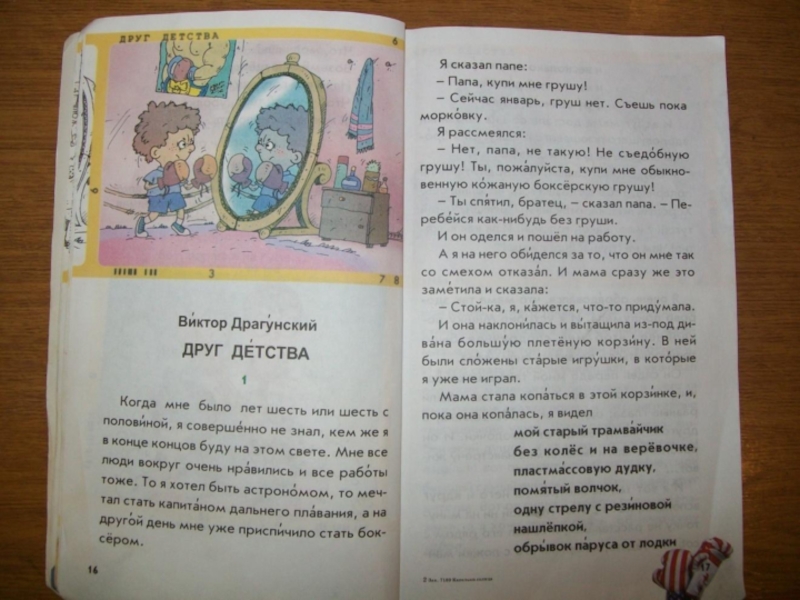 ДРУГ ДЕТСТВА
6
6
3
7 8
Ви́ктор Драгу́нский
ДРУГ ДЕ́ТСТВА
1
Когда мне было лет шесть или шесть с
полови́ной, я соверше́нно не знал, кем же я
в конце концов буду на этом свете. Мне все
люди вокруг очень нра́вились и все рабо́ты
тоже. То я хотел быть астроно́мом, то меч-
тал стать капита́ном дальнего пла́вания, а на
друго́й день мне уже приспи́чило стать бок-
сёром.
16
Я сказал папе:
– Папа, купи мне грушу!
– Сейчас январь, груш нет. Съешь пока
морко́вку.
Я рассмеялся:
– Нет, папа, не такую! Не съедо́бную
грушу! Ты, пожа́луйста, купи мне обыкно-
венную ко́жаную боксёрскую грушу!
– Ты спя́тил, братец, – сказал папа. – Пе-
ребе́йся как-нибудь без груши.
И он оделся и пошёл на работу.
А я на него оби́делся за то, что он мне так
со смехом отказа́л. И мама сразу же это
заме́тила и сказала:
– Стой-ка, я, ка́жется, что-то приду́мала.
И она наклони́лась и вы́тащила из-под ди-
ва́на большу́ю плетёную корзи́ну. В ней
были сло́жены ста́рые игру́шки, в кото́рые
я уже не играл.
Мама стала копа́ться в этой корзи́нке, и,
пока она копа́лась, я видел
мой старый трамва́йчик
без колёс и на верёвочке,
пластма́ссовую дудку,
помя́тый волчок,
одну стрелу с рези́новой
нашлёпкой,
обры́вок па́руса от лодки